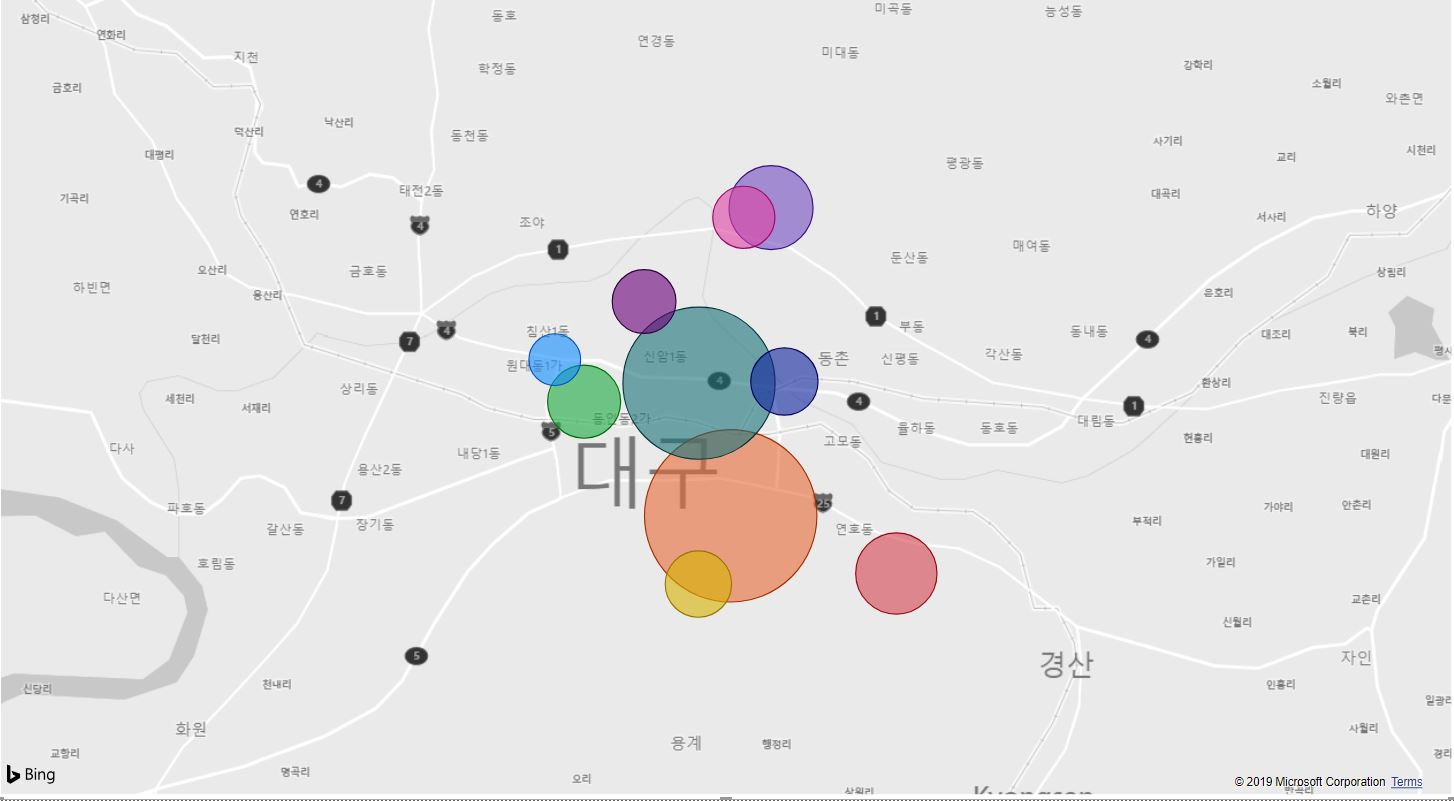 미곡동
능성동
동호
삼청리
연화리
연경동
미대동
지천
학정동
강학리
소월리
금호리
와촌면
낙산리
덕산리
동천동
사기리
시천리
대평리
교리
평광동
4
태전2동
대곡리
기곡리
연호리
하양
서사리
4
조야
1
매여동
둔산동
오산리
금호동
상림리
하빈면
용산리
은호리
1
부동
침산1동
4
동내동
대조리
북리
달천리
7
4
신암1동
동촌
신평동
각산동
원대동1가
4
환상리
상리동
세천리
서재리
4
1
진량읍
동인동2가
대림동
5
율하동
동호동
고모동
현흥리
다사
내당1동
대구
대원리
용산2동
7
25
파호동
갈산동
장기동
연호동
부적리
가야리
안촌리
호림동
가일리
다산면
교촌리
신월리
5
경산
자인
신당리
천내리
인흥리
화원
사월리
용계
행정리
교항리
명곡리
오리
Bing
© 2019 Microsoft Corporation Terms